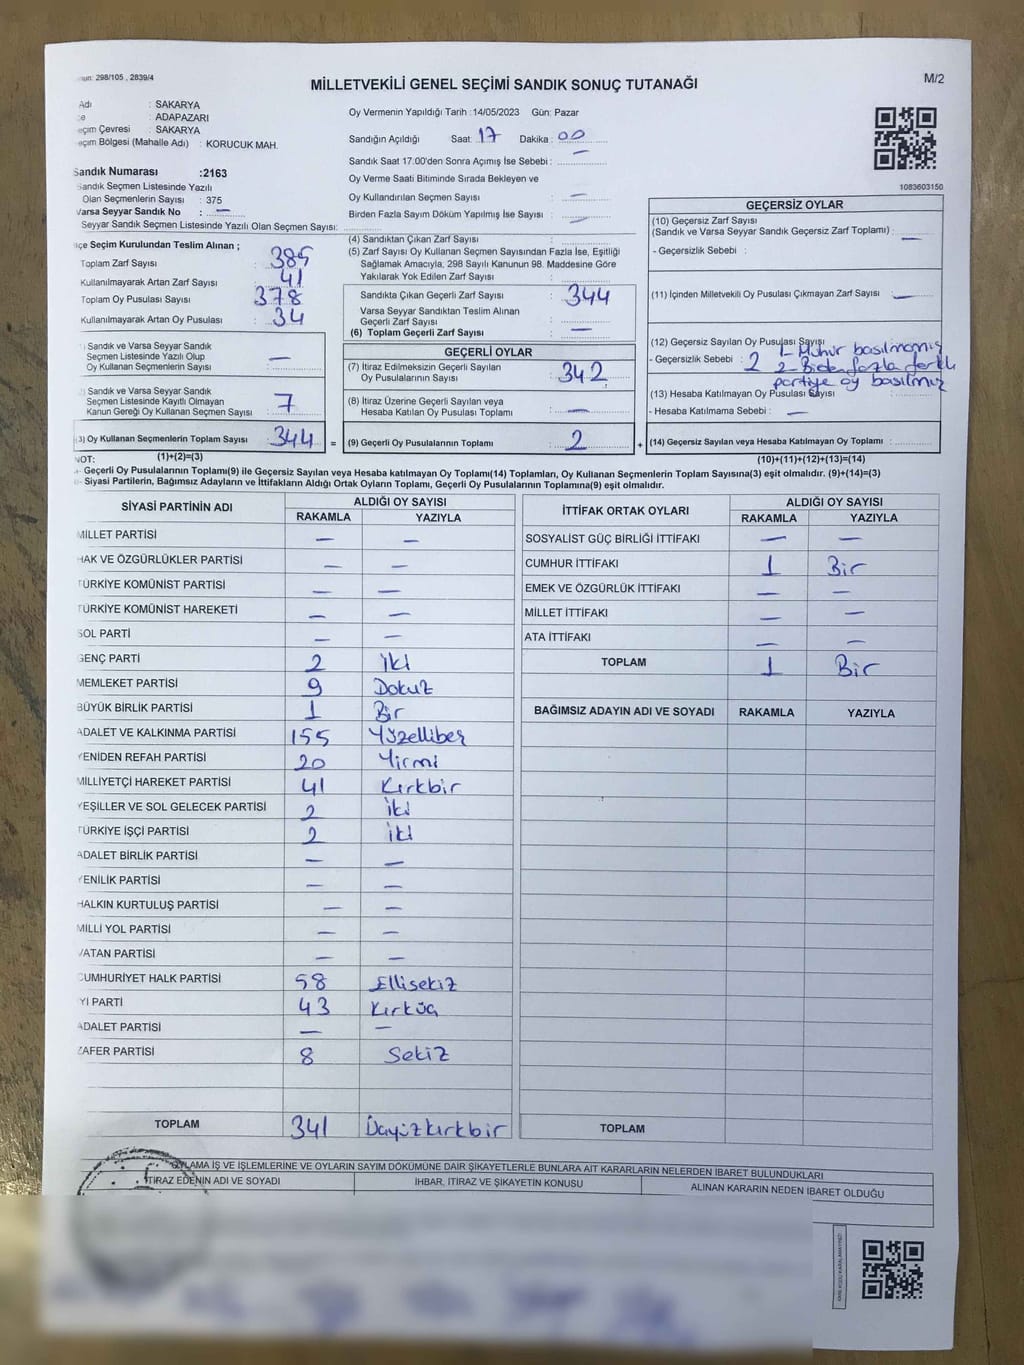 298/105 , 2839/4
MİLLETVEKİLİ GENEL SEÇİMİ SANDIK SONUÇ TUTANAĞI
M/2
Adı : SAKARYA
: ADAPAZARI
eçim Çevresi : SAKARYA
eçim Bölgesi (Mahalle Adı) : KORUCUK MAH.
Sandık Numarası :2163
Sandık Seçmen Listesinde Yazılı
Olan Seçmenlerin Sayısı : 375
Varsa Seyyar Sandık No : —
Seyyar Sandık Seçmen Listesinde Yazılı Olan Seçmen Sayısı:
Oy Vermenin Yapıldığı Tarih :14/05/2023 Gün: Pazar
Sandığın Açıldığı Saat: 17 Dakika : 00
Sandık Saat 17:00'den Sonra Açımış İse Sebebi : —
Oy Verme Saati Bitiminde Sırada Bekleyen ve
Oy Kullandırılan Seçmen Sayısı : —
Birden Fazla Sayım Döküm Yapılmış İse Sayısı : —
1083603150
lçe Seçim Kurulundan Teslim Alınan ;
Toplam Zarf Sayısı : 385
Kullanılmayarak Artan Zarf Sayısı : 41
Toplam Oy Pusulası Sayısı : 378
Kullanılmayarak Artan Oy Pusulası : 34
) Sandık ve Varsa Seyyar Sandık
Seçmen Listesinde Yazılı Olup
Oy Kullanan Seçmenlerin Sayısı : —
) Sandık ve Varsa Seyyar Sandık
Seçmen Listesinde Kayıtlı Olmayan
Kanun Gereği Oy Kullanan Seçmen Sayısı : 7
3) Oy Kullanan Seçmenlerin Toplam Sayısı : 344 =
(1)+(2)=(3)
(4) Sandıktan Çıkan Zarf Sayısı :
(5) Zarf Sayısı Oy Kullanan Seçmen Sayısından Fazla İse, Eşitliği
Sağlamak Amacıyla, 298 Sayılı Kanunun 98. Maddesine Göre
Yakılarak Yok Edilen Zarf Sayısı :
Sandıkta Çıkan Geçerli Zarf Sayısı : 344
Varsa Seyyar Sandıktan Teslim Alınan
Geçerli Zarf Sayısı :
(6) Toplam Geçerli Zarf Sayısı : —
GEÇERLİ OYLAR
(7) İtiraz Edilmeksizin Geçerli Sayılan
Oy Pusulalarının Sayısı : 342
(8) İtiraz Üzerine Geçerli Sayılan veya
Hesaba Katılan Oy Pusulası Toplamı : —
(9) Geçerli Oy Pusulalarının Toplamı : 2 +
GEÇERSİZ OYLAR
(10) Geçersiz Zarf Sayısı
(Sandık ve Varsa Seyyar Sandık Geçersiz Zarf Toplamı) : —
- Geçersizlik Sebebi :
(11) İçinden Milletvekili Oy Pusulası Çıkmayan Zarf Sayısı : —
(12) Geçersiz Sayılan Oy Pusulası Sayısı
- Geçersizlik Sebebi : 2 1- Mühür basılmamış
2- Biden fazla farklı
partiye oy basılmış
(13) Hesaba Katılmayan Oy Pusulası Sayısı :
- Hesaba Katılmama Sebebi : —
(14) Geçersiz Sayılan veya Hesaba Katılmayan Oy Toplamı :
(10)+(11)+(12)+(13)=(14)
NOT:
- Geçerli Oy Pusulalarının Toplamı(9) ile Geçersiz Sayılan veya Hesaba katılmayan Oy Toplamı(14) Toplamları, Oy Kullanan Seçmenlerin Toplam Sayısına(3) eşit olmalıdır. (9)+(14)=(3)
- Siyasi Partilerin, Bağımsız Adayların ve İttifakların Aldığı Ortak Oyların Toplamı, Geçerli Oy Pusulalarının Toplamına(9) eşit olmalıdır.
SİYASİ PARTİNİN ADI ALDIĞI OY SAYISI
RAKAMLA YAZIYLA
MİLLET PARTİSİ — —
HAK VE ÖZGÜRLÜKLER PARTİSİ — —
TÜRKİYE KOMÜNİST PARTİSİ — —
TÜRKİYE KOMÜNİST HAREKETİ — —
SOL PARTİ — —
GENÇ PARTİ 2 iki
MEMLEKET PARTİSİ 9 Dokuz
BÜYÜK BİRLİK PARTİSİ 1 Bir
ADALET VE KALKINMA PARTİSİ 155 Yüzellibeş
YENİDEN REFAH PARTİSİ 20 Yirmi
MİLLİYETÇİ HAREKET PARTİSİ 41 Kırkbir
YEŞİLLER VE SOL GELECEK PARTİSİ 2 iki
TÜRKİYE İŞÇİ PARTİSİ 2 iki
ADALET BİRLİK PARTİSİ — —
YENİLİK PARTİSİ — —
HALKIN KURTULUŞ PARTİSİ — —
MİLLİ YOL PARTİSİ — —
VATAN PARTİSİ — —
CUMHURİYET HALK PARTİSİ 58 Ellisekiz
İYİ PARTİ 43 Kırküç
ADALET PARTİSİ — —
ZAFER PARTİSİ 8 Sekiz
TOPLAM 341 Üçyüzkırkbir
İTTİFAK ORTAK OYLARI ALDIĞI OY SAYISI
RAKAMLA YAZIYLA
SOSYALİST GÜÇ BİRLİĞİ İTTİFAKI — —
CUMHUR İTTİFAKI 1 Bir
EMEK VE ÖZGÜRLÜK İTTİFAKI — —
MİLLET İTTİFAKI — —
ATA İTTİFAKI — —
TOPLAM 1 Bir
BAĞIMSIZ ADAYIN ADI VE SOYADI RAKAMLA YAZIYLA
TOPLAM
LAMA İŞ VE İŞLEMLERİNE VE OYLARIN SAYIM DÖKÜMÜNE DAİR ŞİKAYETLERLE BUNLARA AİT KARARLARIN NELERDEN İBARET BULUNDUKLARI
İTİRAZ EDENİN ADI VE SOYADI İHBAR, İTİRAZ VE ŞİKAYETİN KONUSU ALINAN KARARIN NEDEN İBARET OLDUĞU